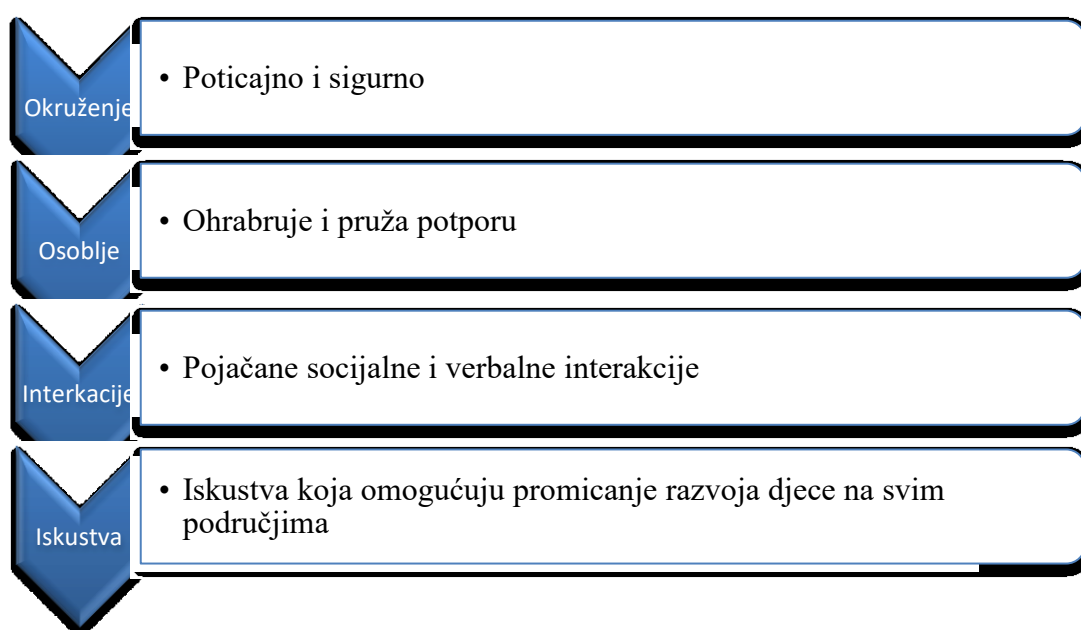 Okruženje
• Poticajno i sigurno
Osoblje
• Ohrabruje i pruža potporu
Interkacije
• Pojačane socijalne i verbalne interakcije
Iskustva
• Iskustva koja omogućuju promicanje razvoja djece na svim
područjima